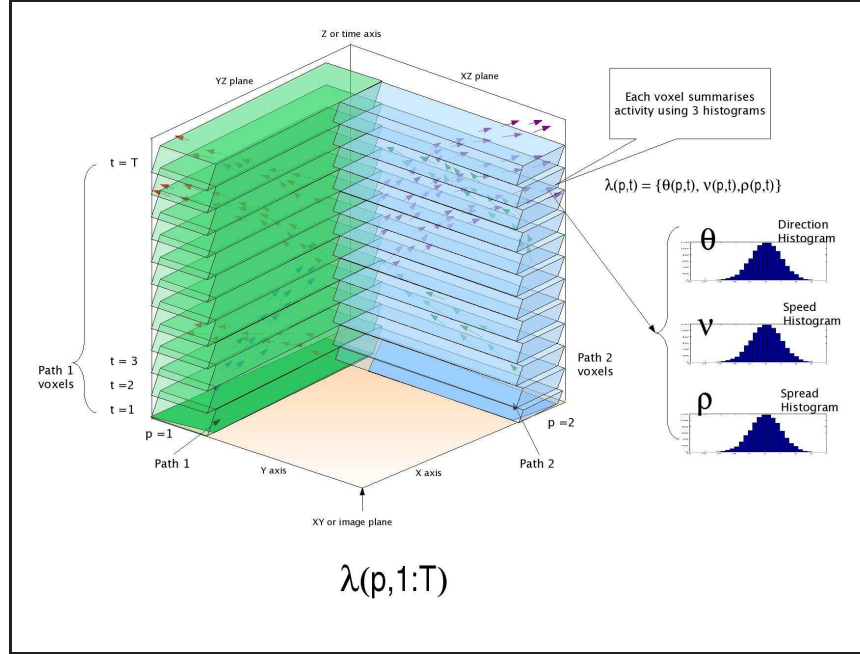 Z or time axis
YZ plane
XZ plane
Each voxel summarises
activity using 3 histograms
t = T
λ(p,t) = {θ(p,t), ν(p,t),ρ(p,t)}
Direction
Histogram
θ
Speed
Histogram
ν
Spread
Histogram
ρ
Path 1
voxels
t = 3
t =2
t=1
Path 2
voxels
p =1
p =2
Path 1
Y axis
X axis
Path 2
XY or image plane
λ(p,1:T)